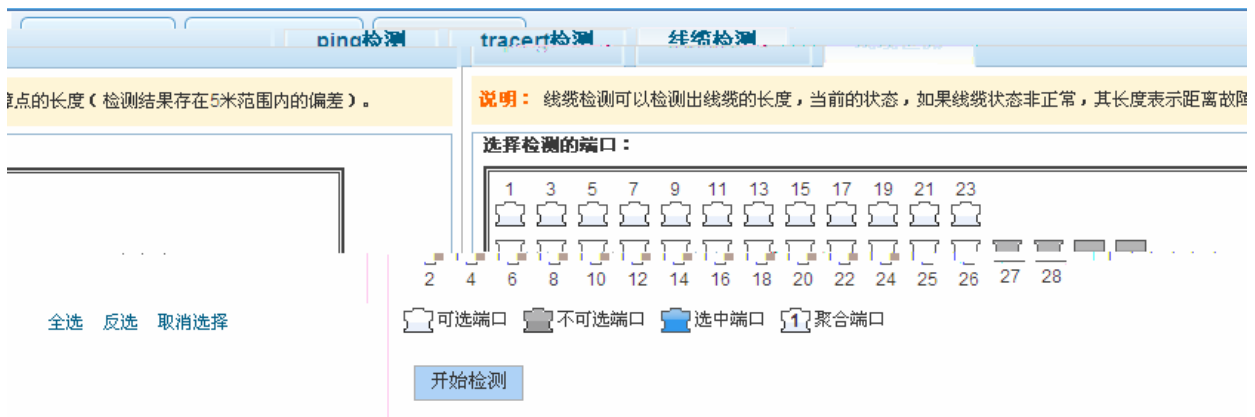 ping检测 tracert检测 线缆检测
障点的长度（检测结果存在5米范围内的偏差）。
说明： 线缆检测可以检测出线缆的长度，当前的状态，如果线缆状态非正常，其长度表示距离故障
选择检测的端口：
1 3 5 7 9 11 13 15 17 19 21 23
2 4 6 8 10 12 14 16 18 20 22 24 25 26 27 28
全选 反选 取消选择
可选端口 不可选端口 选中端口 1 聚合端口
开始检测